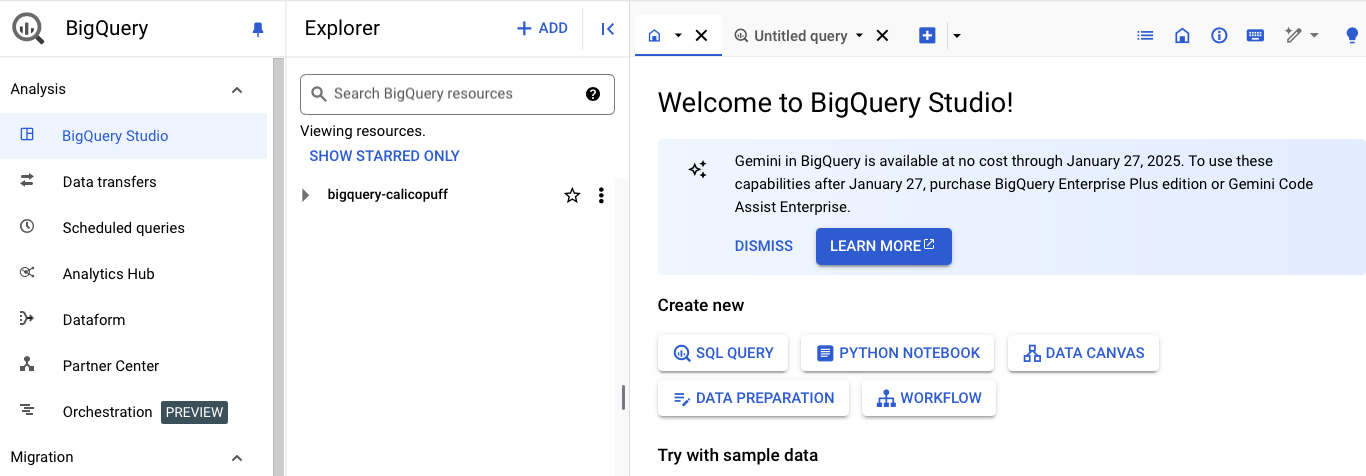 BigQuery
Analysis
BigQuery Studio
Data transfers
Scheduled queries
Analytics Hub
Dataform
Partner Center
Orchestration PREVIEW
Migration
Explorer
+ ADD
Search BigQuery resources
Viewing resources.
SHOW STARRED ONLY
bigquery-calicopuff
Untitled query
Welcome to BigQuery Studio!
Gemini in BigQuery is available at no cost through January 27, 2025. To use these
capabilities after January 27, purchase BigQuery Enterprise Plus edition or Gemini Code
Assist Enterprise.
DISMISS LEARN MORE
Create new
SQL QUERY PYTHON NOTEBOOK DATA CANVAS
DATA PREPARATION WORKFLOW
Try with sample data